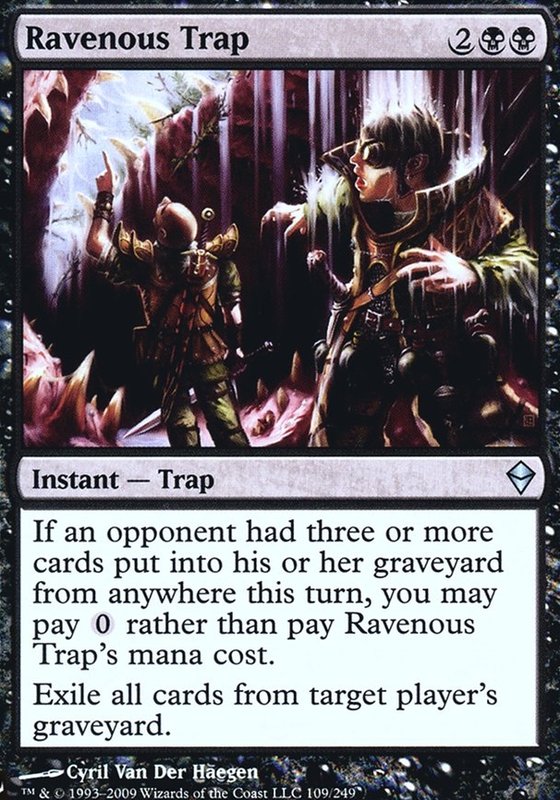 Ravenous Trap 2
Instant — Trap
If an opponent had three or more
cards put into his or her graveyard
from anywhere this turn, you may
pay 0 rather than pay Ravenous
Trap's mana cost.
Exile all cards from target player's
graveyard.
Cyril Van Der Haegen
™ & © 1993–2009 Wizards of the Coast LLC 109/249